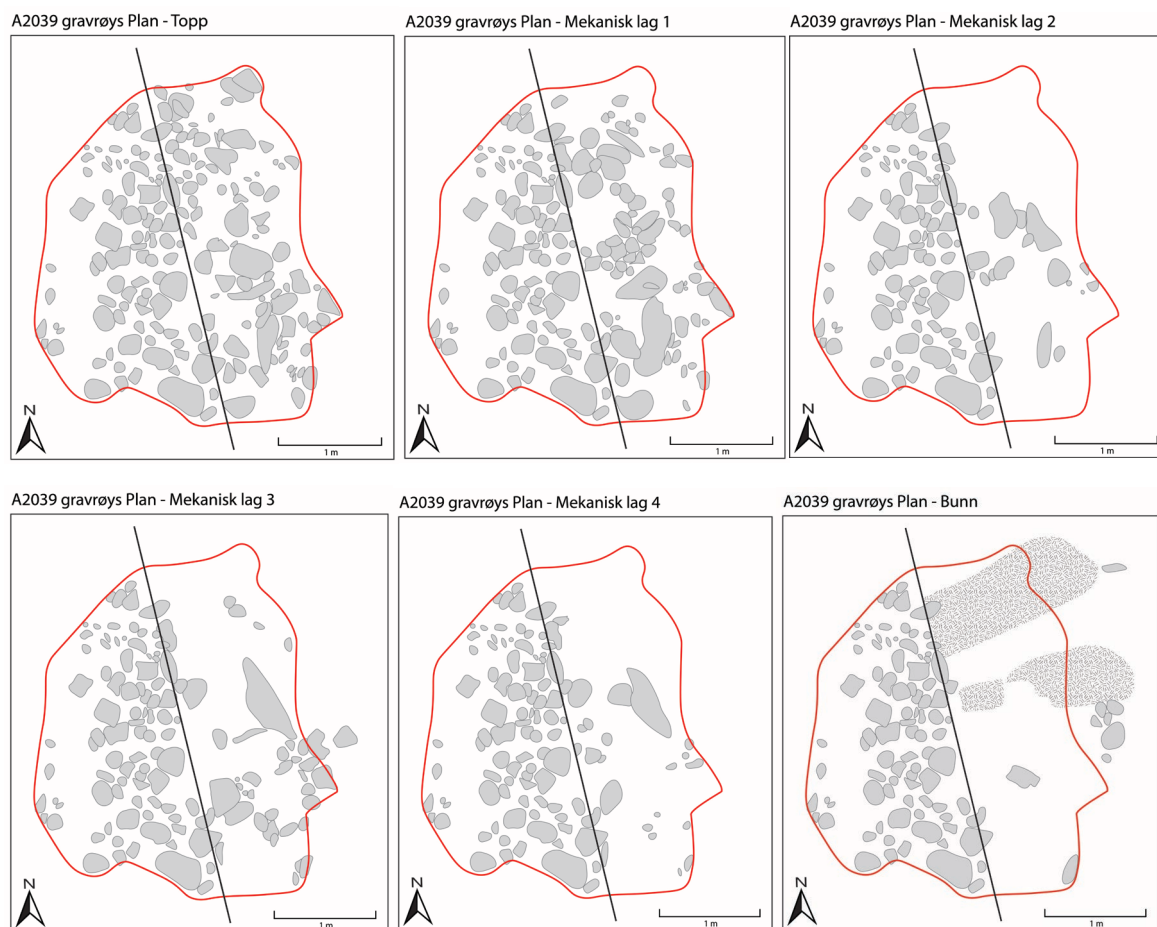 A2039 gravrøys Plan - Topp
N
1 m
A2039 gravrøys Plan - Mekanisk lag 1
N
1 m
A2039 gravrøys Plan - Mekanisk lag 2
N
1 m
A2039 gravrøys Plan - Mekanisk lag 3
N
1 m
A2039 gravrøys Plan - Mekanisk lag 4
N
1 m
A2039 gravrøys Plan - Bunn
N
1 m